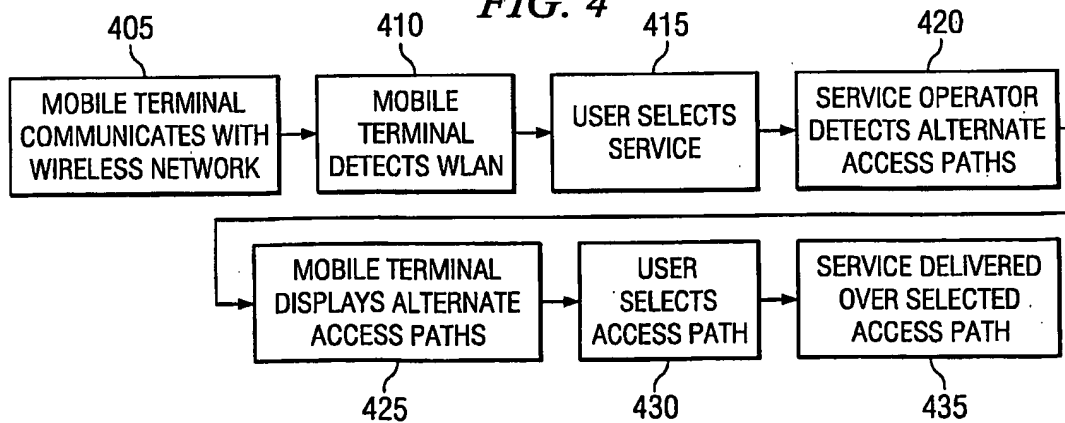 FIG. 4
405
410
415
420
MOBILE TERMINAL
COMMUNICATES WITH
WIRELESS NETWORK
MOBILE
TERMINAL
DETECTS WLAN
USER SELECTS
SERVICE
SERVICE OPERATOR
DETECTS ALTERNATE
ACCESS PATHS
MOBILE TERMINAL
DISPLAYS ALTERNATE
ACCESS PATHS
USER
SELECTS
ACCESS PATH
SERVICE DELIVERED
OVER SELECTED
ACCESS PATH
425
430
435